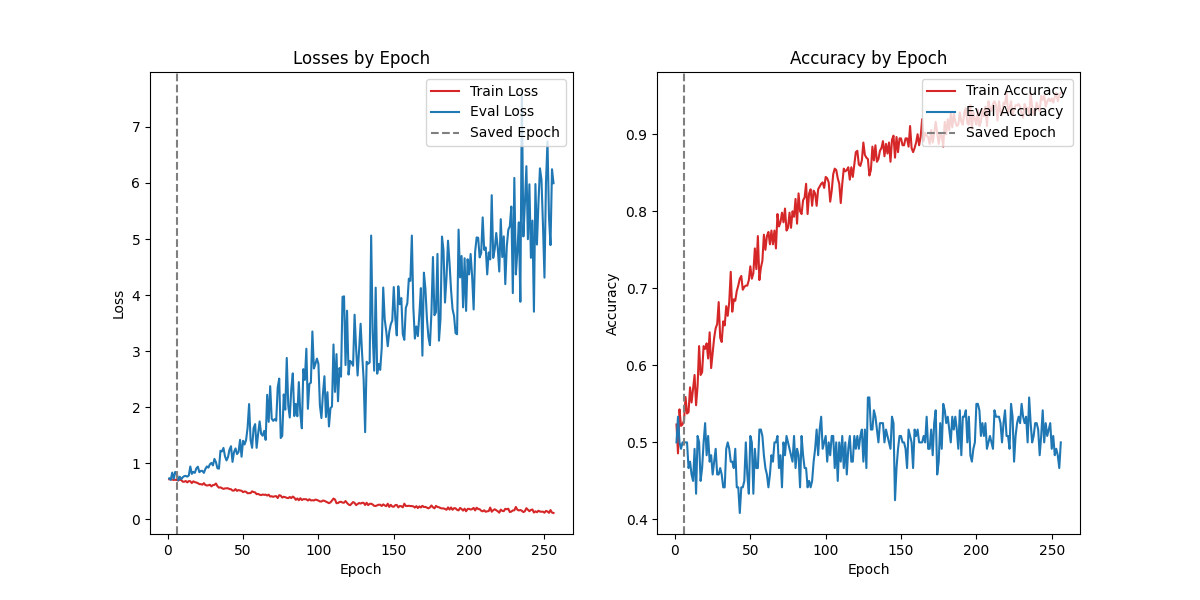 Losses by Epoch
Train Loss
Eval Loss
Saved Epoch
7
6
5
4
3
2
1
0
Loss
0 50 100 150 200 250
Epoch
Accuracy by Epoch
Train Accuracy
Eval Accuracy
Saved Epoch
0.9
0.8
0.7
0.6
0.5
0.4
Accuracy
0 50 100 150 200 250
Epoch